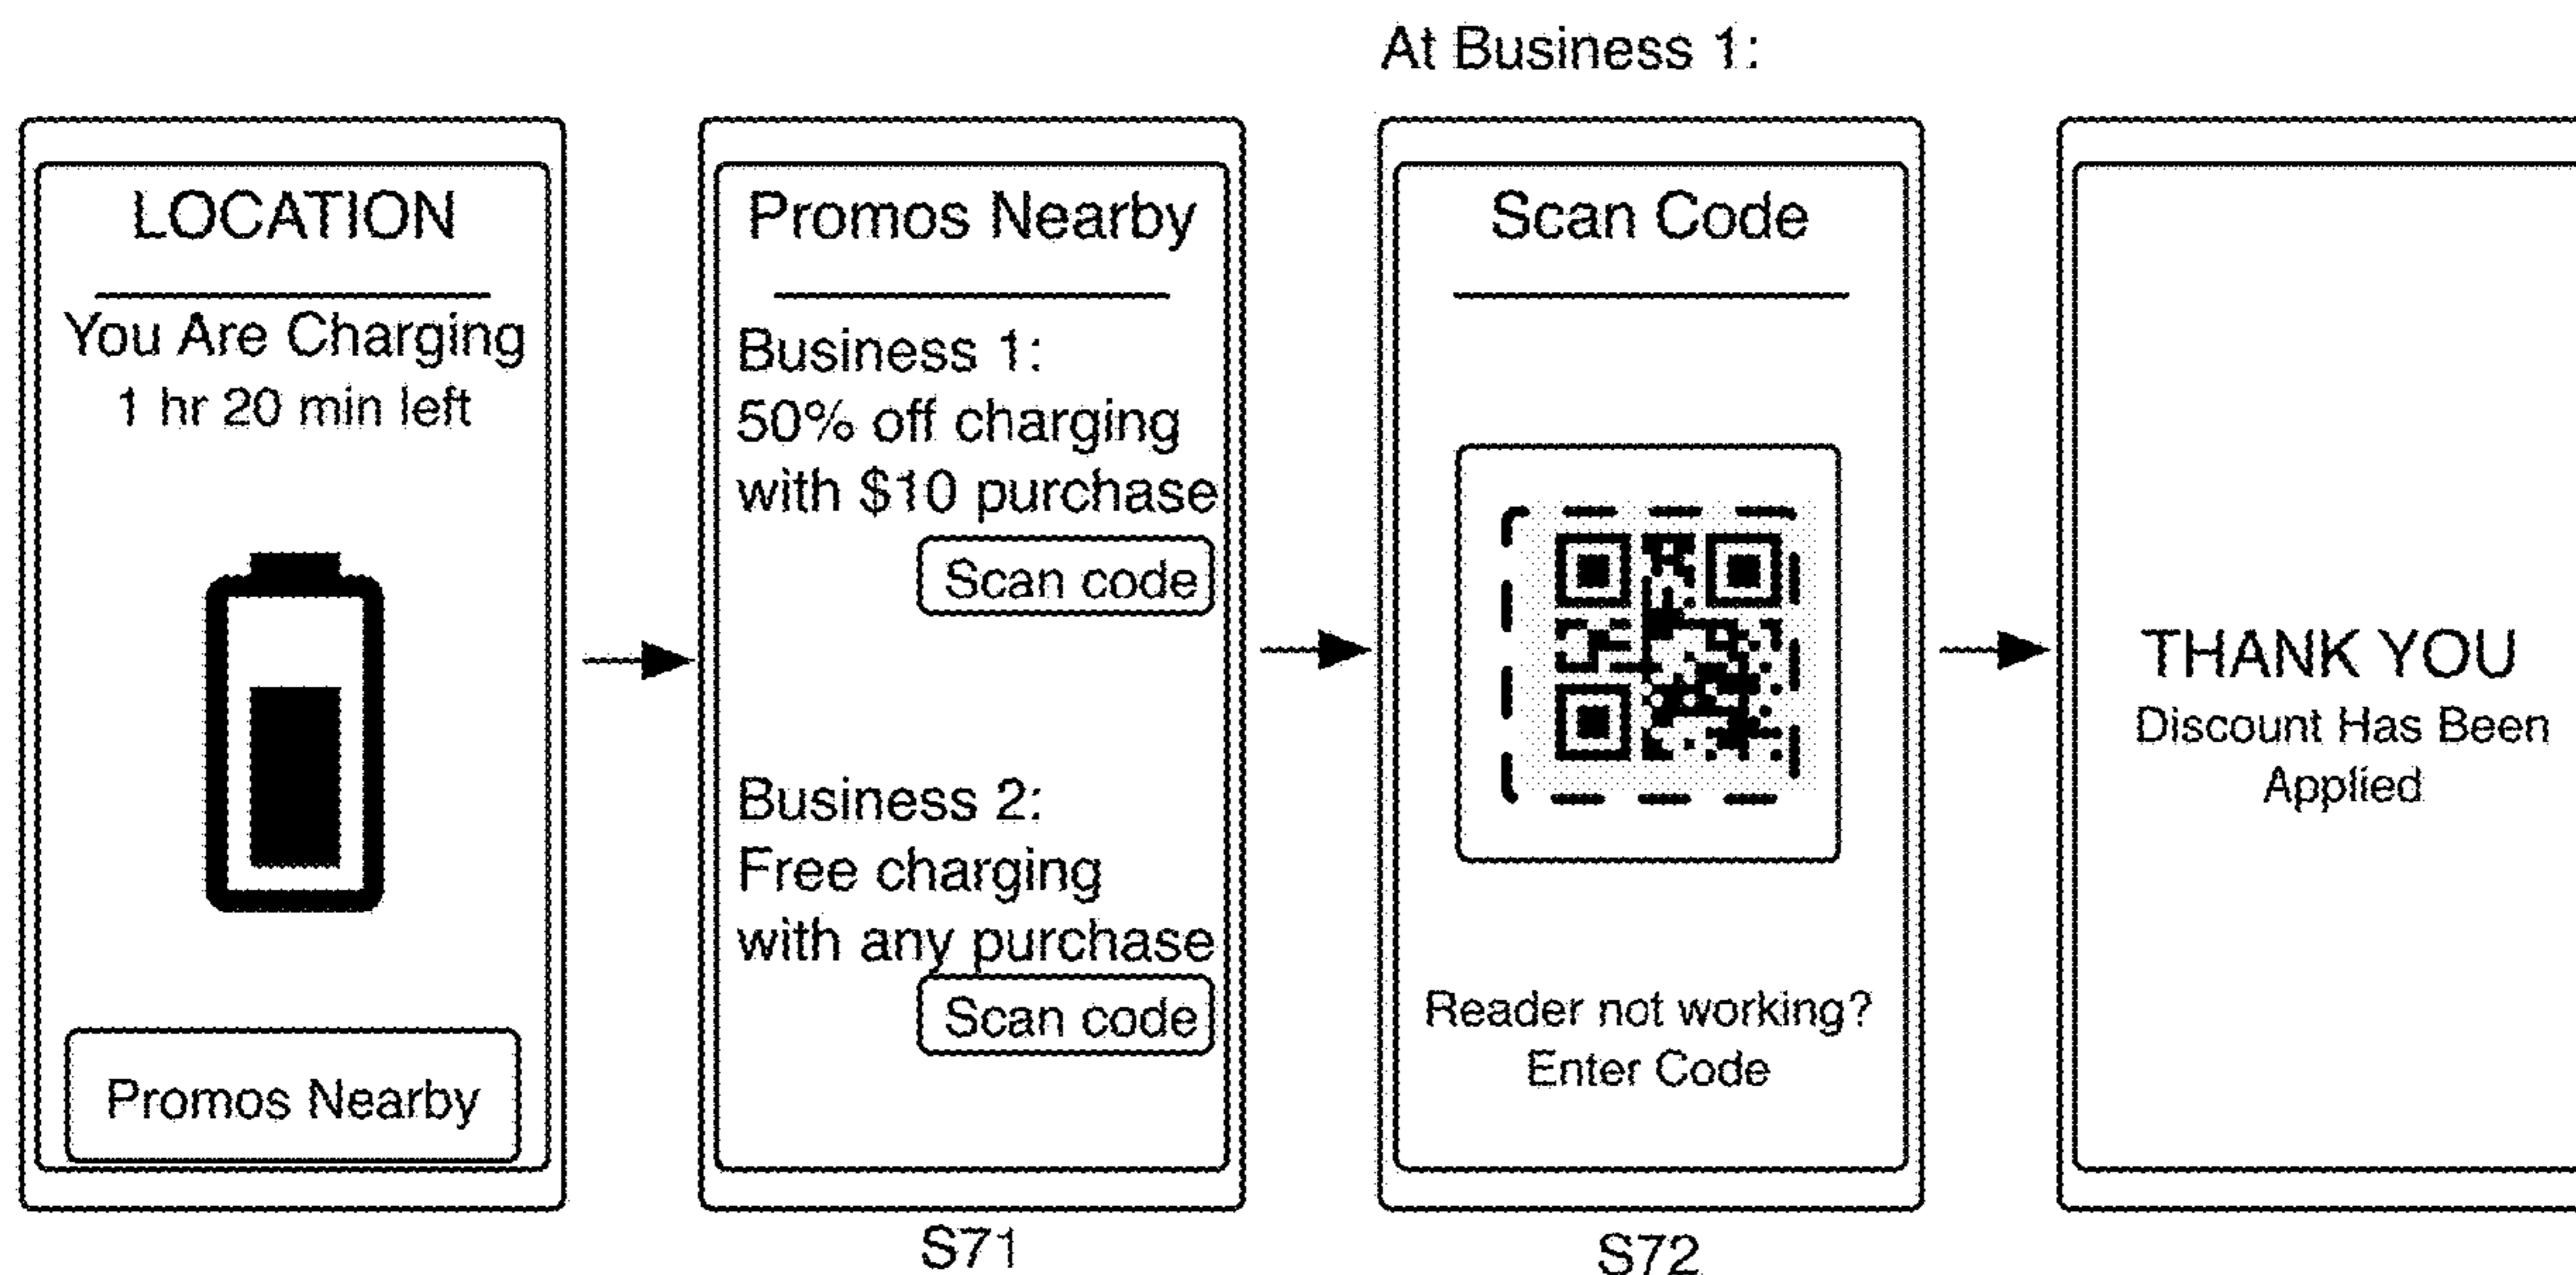 At Business 1:
LOCATION
You Are Charging
1 hr 20 min left
Promos Nearby
Promos Nearby
Business 1:
50% off charging
with $10 purchase
Scan code
Business 2:
Free charging
with any purchase
Scan code
S71
Scan Code
Reader not working?
Enter Code
S72
THANK YOU
Discount Has Been
Applied